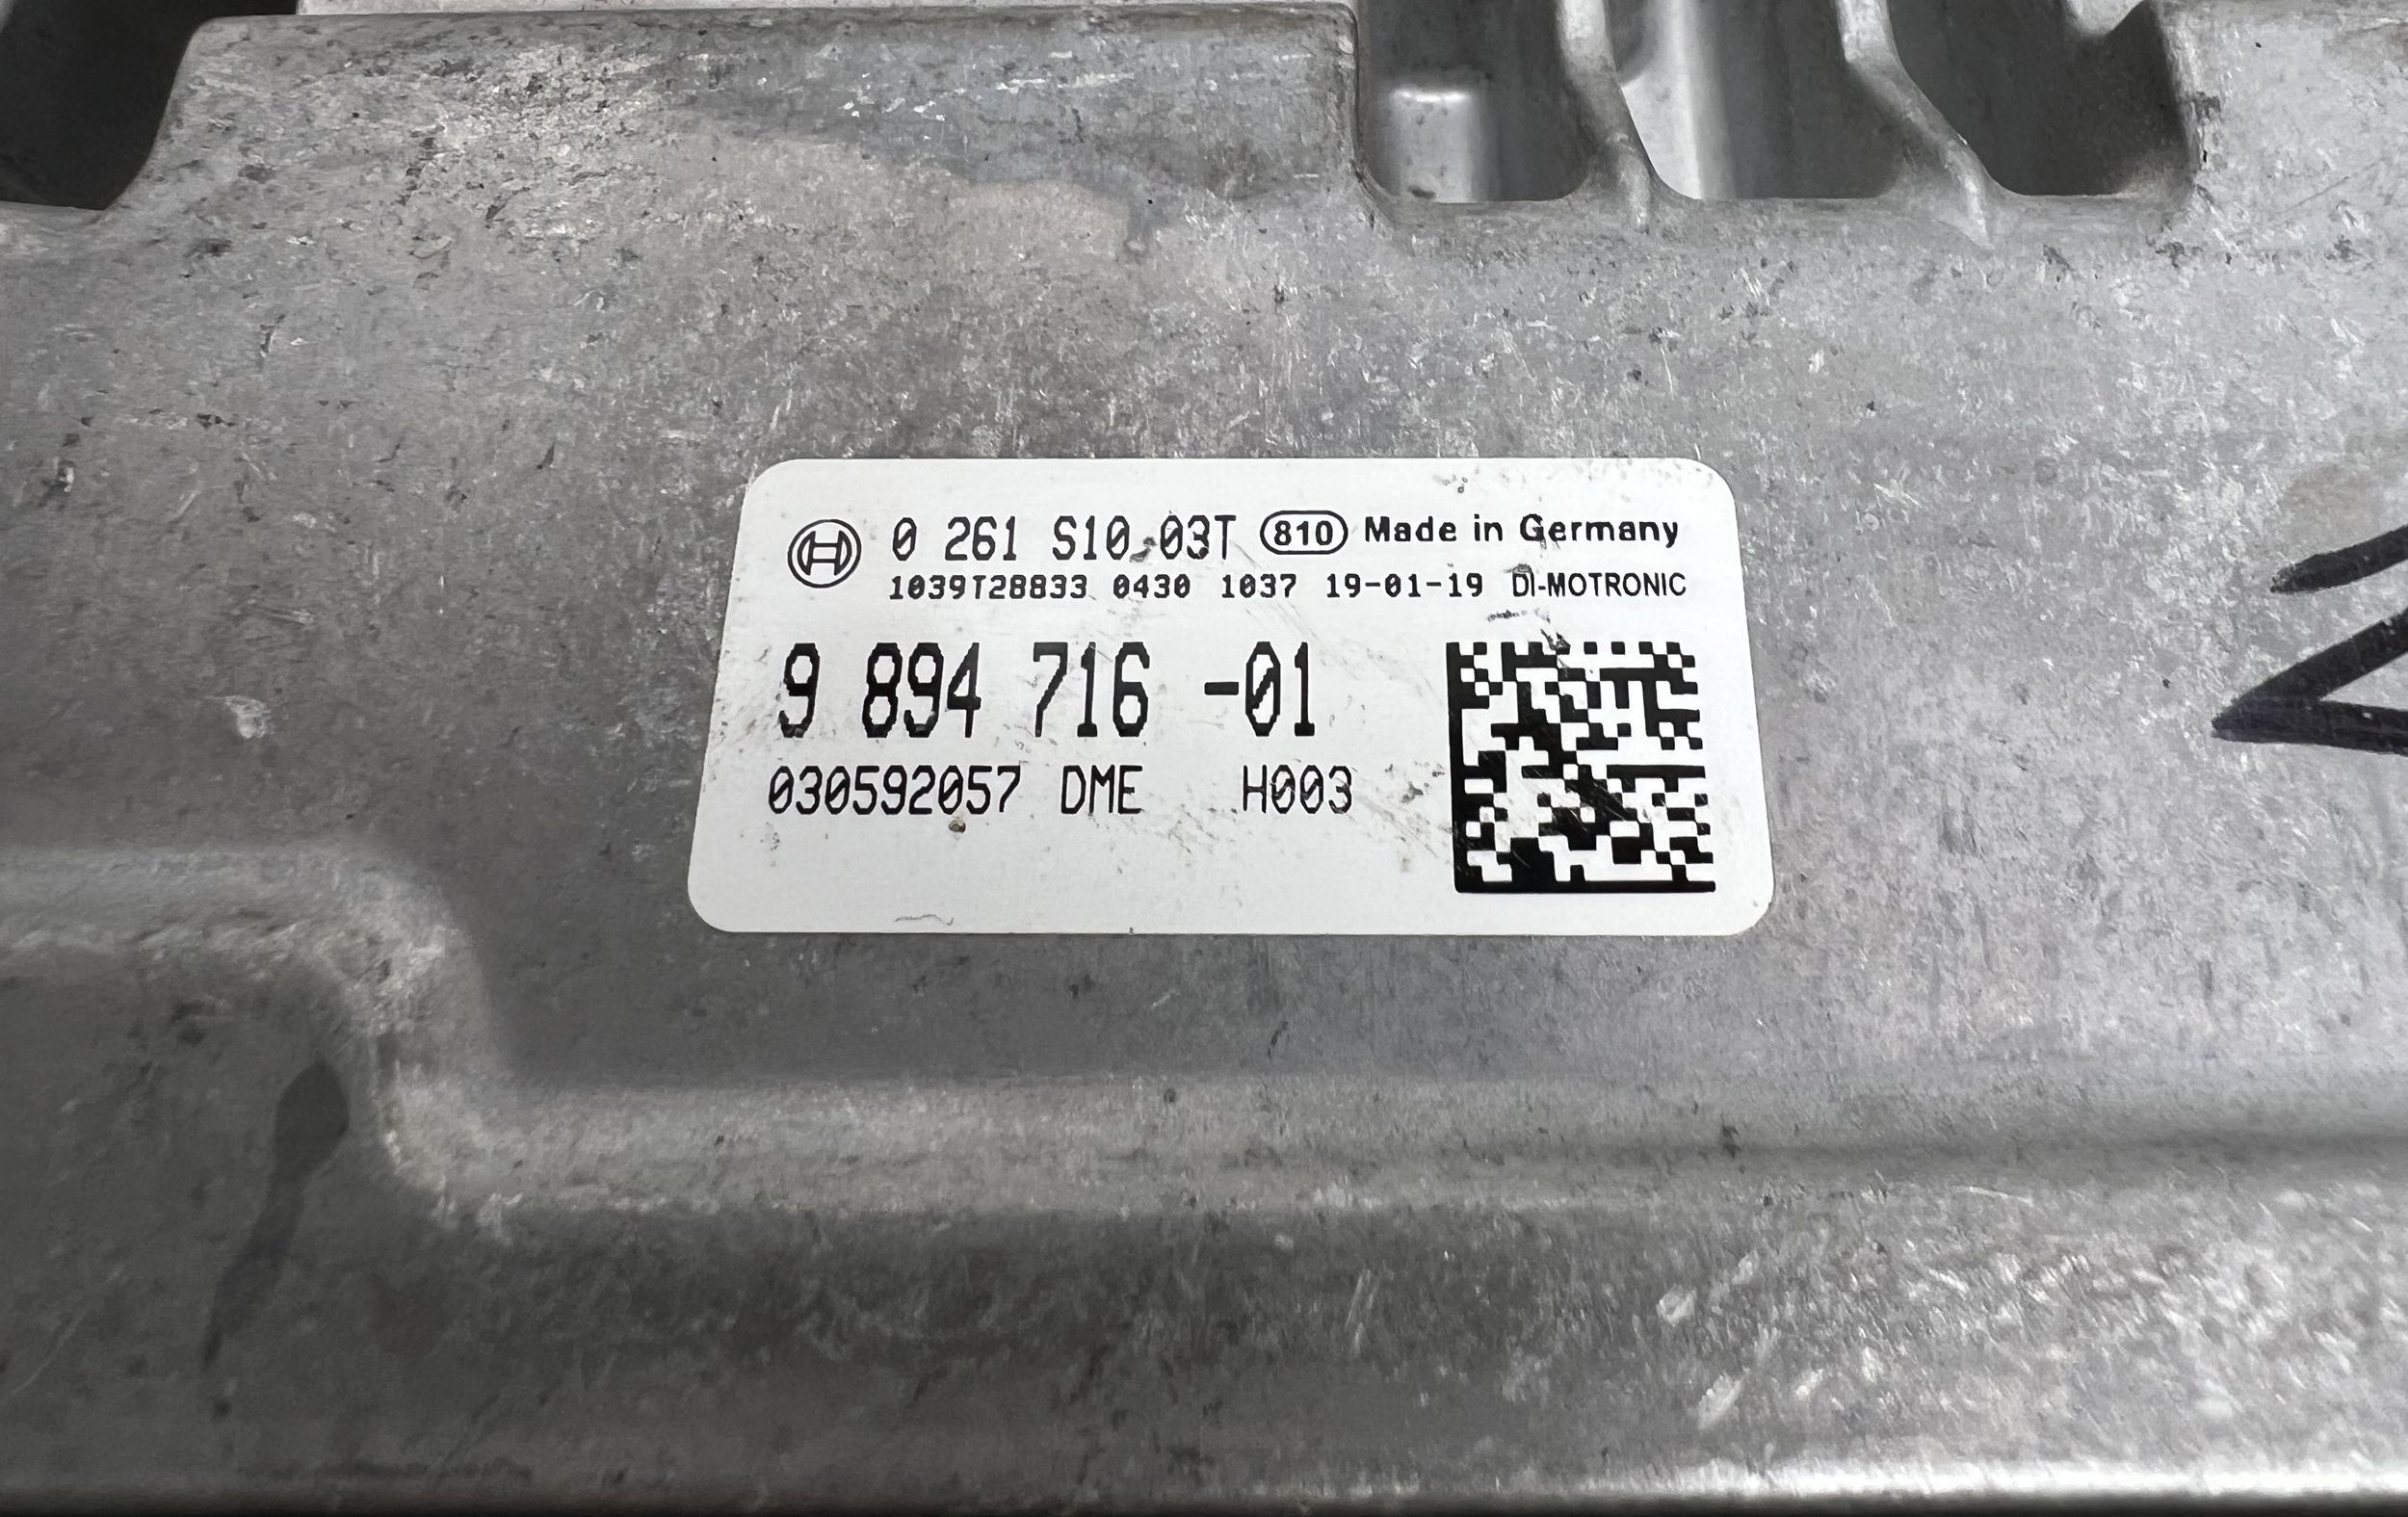 0 261 S10 03T 810 Made in Germany
1039T28833 0430 1037 19-01-19 DI-MOTRONIC
9 894 716 -01
030592057 DME H003